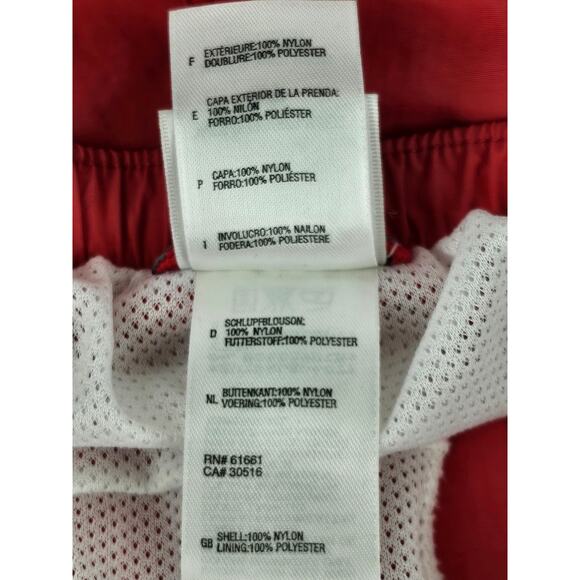 F EXTÉRIEURE:100% NYLON
DOUBLURE:100% POLYESTER
E CAPA EXTERIOR DE LA PRENDA:
100% NILÓN
FORRO:100% POLIÉSTER
P CAPA:100% NYLON
FORRO:100% POLIÉSTER
I INVOLUCRO:100% NAILON
FODERA:100% POLIESTERE
D SCHLUPFBLOUSON:
100% NYLON
FUTTERSTOFF:100% POLYESTER
NL BUITENKANT:100% NYLON
VOERING:100% POLYESTER
RN# 61661
CA# 30516
GB SHELL:100% NYLON
LINING:100% POLYESTER